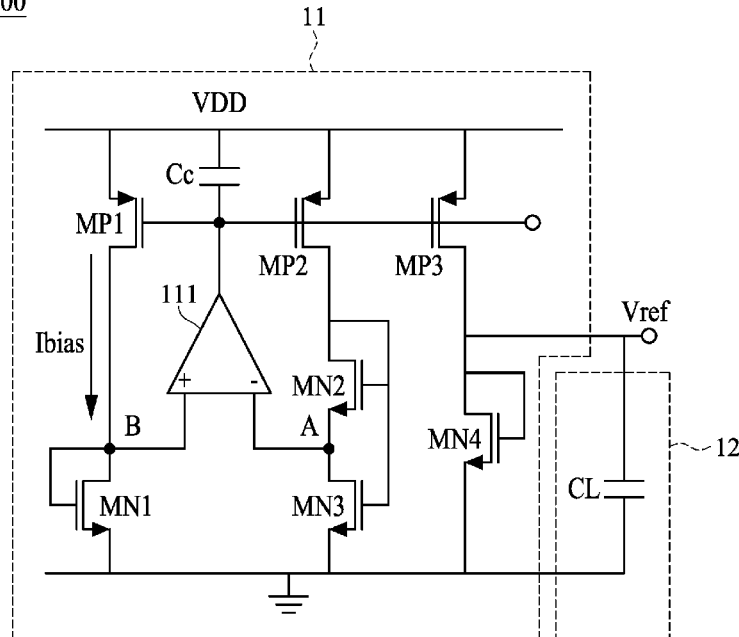 00
11
VDD
Cc
MP1
MP2
MP3
111
Vref
Ibias
+
-
MN2
B
A
MN4
12
MN1
MN3
CL